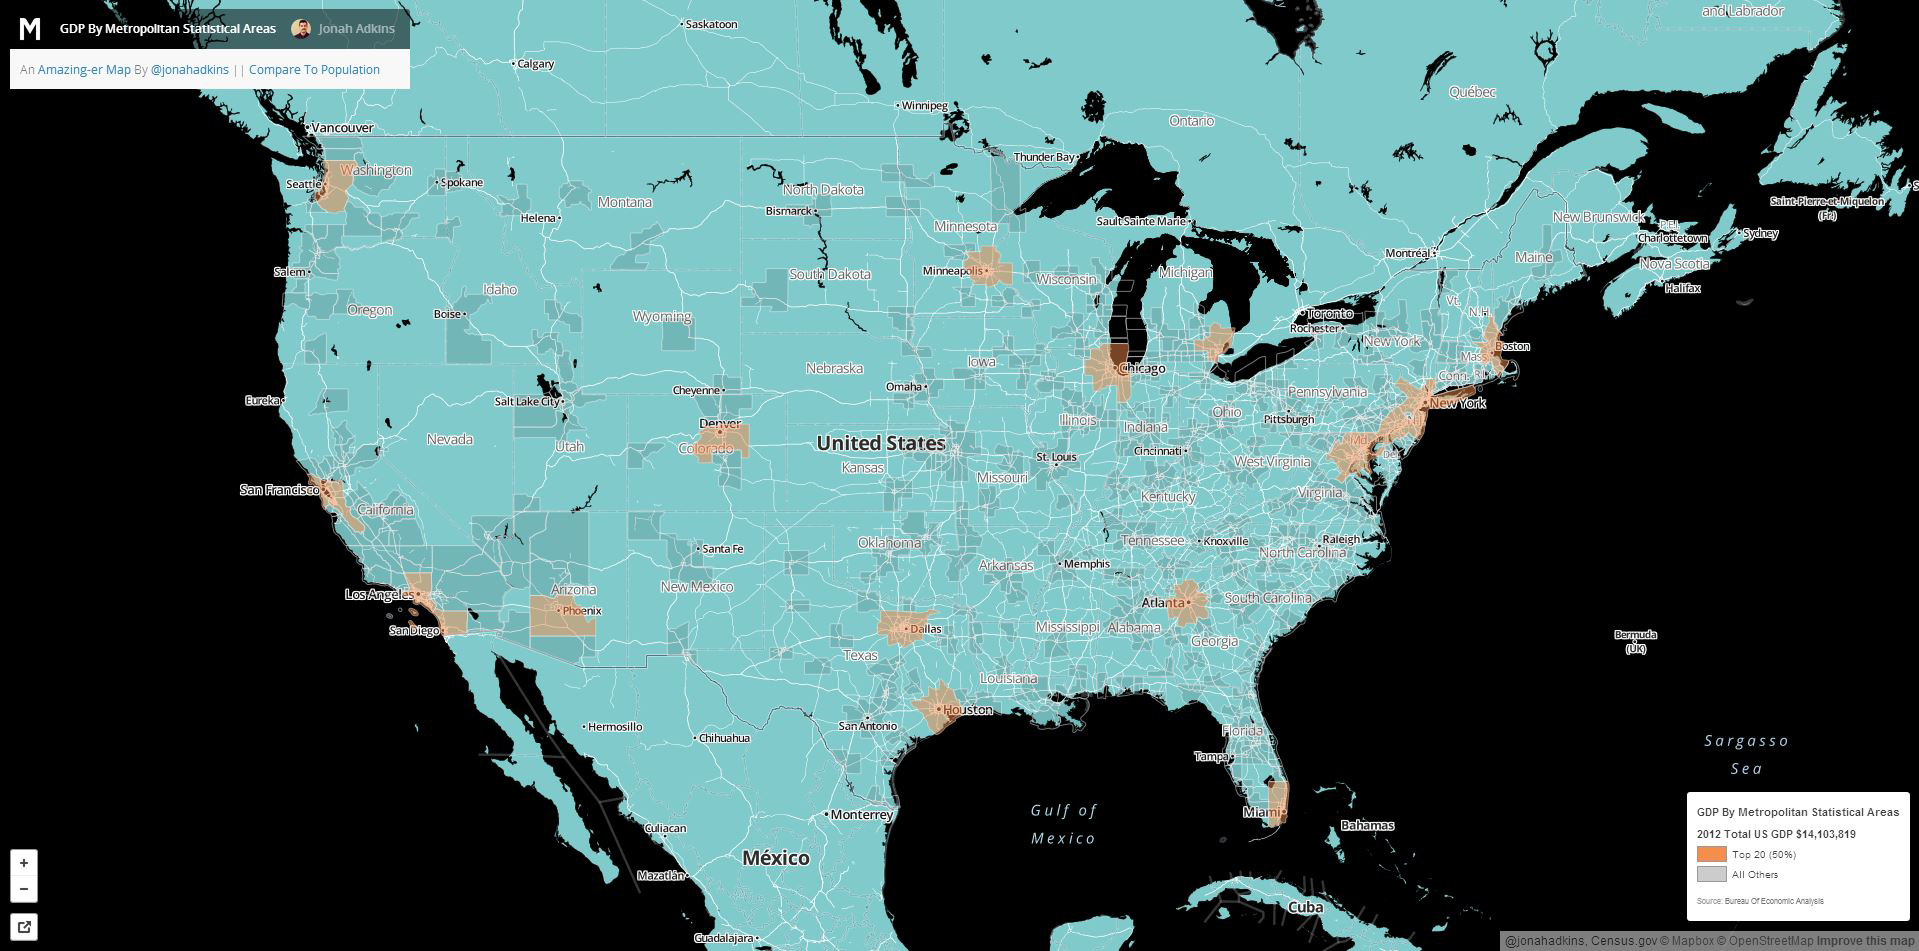 GDP By Metropolitan Statistical Areas
Jonah Adkins
An Amazing-er Map By @jonahadkins || Compare To Population
Saskatoon
and Labrador
Calgary
Winnipeg
Québec
Ontario
Vancouver
Thunder Bay
Washington
Seattle
Spokane
Montana
North Dakota
Bismarck
Helena
Minnesota
Sault Sainte Marie
New Brunswick
Saint-Pierre-et-Miquelon
(Fr.)
P.E.I.
Charlottetown
Sydney
Montréal
Maine
Nova Scotia
Halifax
Salem
Minneapolis
South Dakota
Wisconsin
Michigan
Idaho
Oregon
Boise
Wyoming
Vt.
N.H.
Toronto
Rochester
New York
Boston
Mass.
Conn.
R.I.
Iowa
Nebraska
Chicago
Omaha
Cheyenne
Salt Lake City
Eureka
Pennsylvania
New York
Ohio
Pittsburgh
Illinois
Indiana
Denver
Colorado
Nevada
Utah
United States
Kansas
St. Louis
Cincinnati
Md.
De.
West Virginia
Missouri
San Francisco
California
Kentucky
Virginia
Santa Fe
Oklahoma
Tennessee
Knoxville
Raleigh
North Carolina
Arkansas
Memphis
Los Angeles
Arizona
Phoenix
New Mexico
Atlanta
South Carolina
San Diego
Dallas
Mississippi
Alabama
Georgia
Bermuda
(UK)
Texas
Louisiana
Houston
San Antonio
Hermosillo
Chihuahua
Florida
Tampa
Sargasso
Sea
Gulf of
Mexico
Miami
Bahamas
Monterrey
Culiacan
México
Mazatlán
Cuba
Guadalajara
+
−
GDP By Metropolitan Statistical Areas
2012 Total US GDP $14,103,819
Top 20 (50%)
All Others
Source: Bureau Of Economic Analysis
@jonahadkins, Census.gov © Mapbox © OpenStreetMap Improve this map